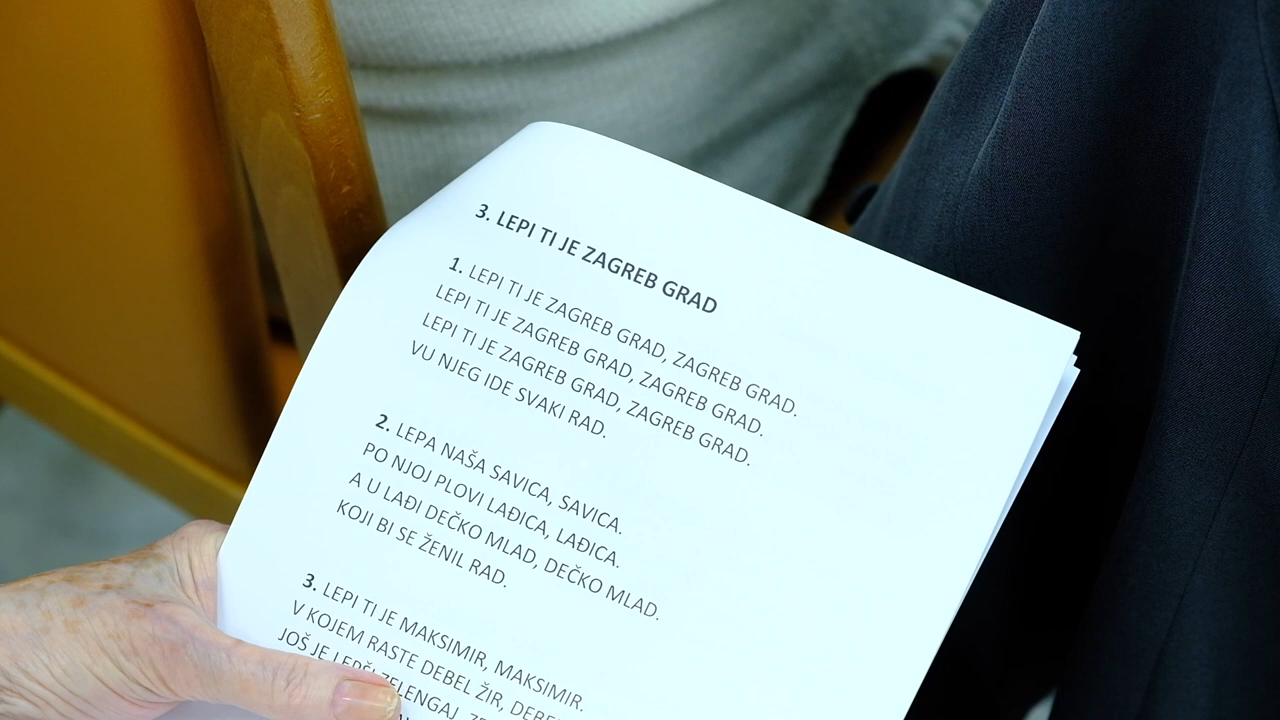 3. LEPI TI JE ZAGREB GRAD
1. LEPI TI JE ZAGREB GRAD, ZAGREB GRAD.
LEPI TI JE ZAGREB GRAD, ZAGREB GRAD.
LEPI TI JE ZAGREB GRAD, ZAGREB GRAD.
VU NJEG IDE SVAKI RAD.
2. LEPA NAŠA SAVICA, SAVICA.
PO NJOJ PLOVI LAĐICA, LAĐICA.
A U LAĐI DEČKO MLAD, DEČKO MLAD.
KOJI BI SE ŽENIL RAD.
3. LEPI TI JE MAKSIMIR, MAKSIMIR.
V KOJEM RASTE DEBEL ŽIR,
JOŠ JE LEPŠI ZELENGAJ,